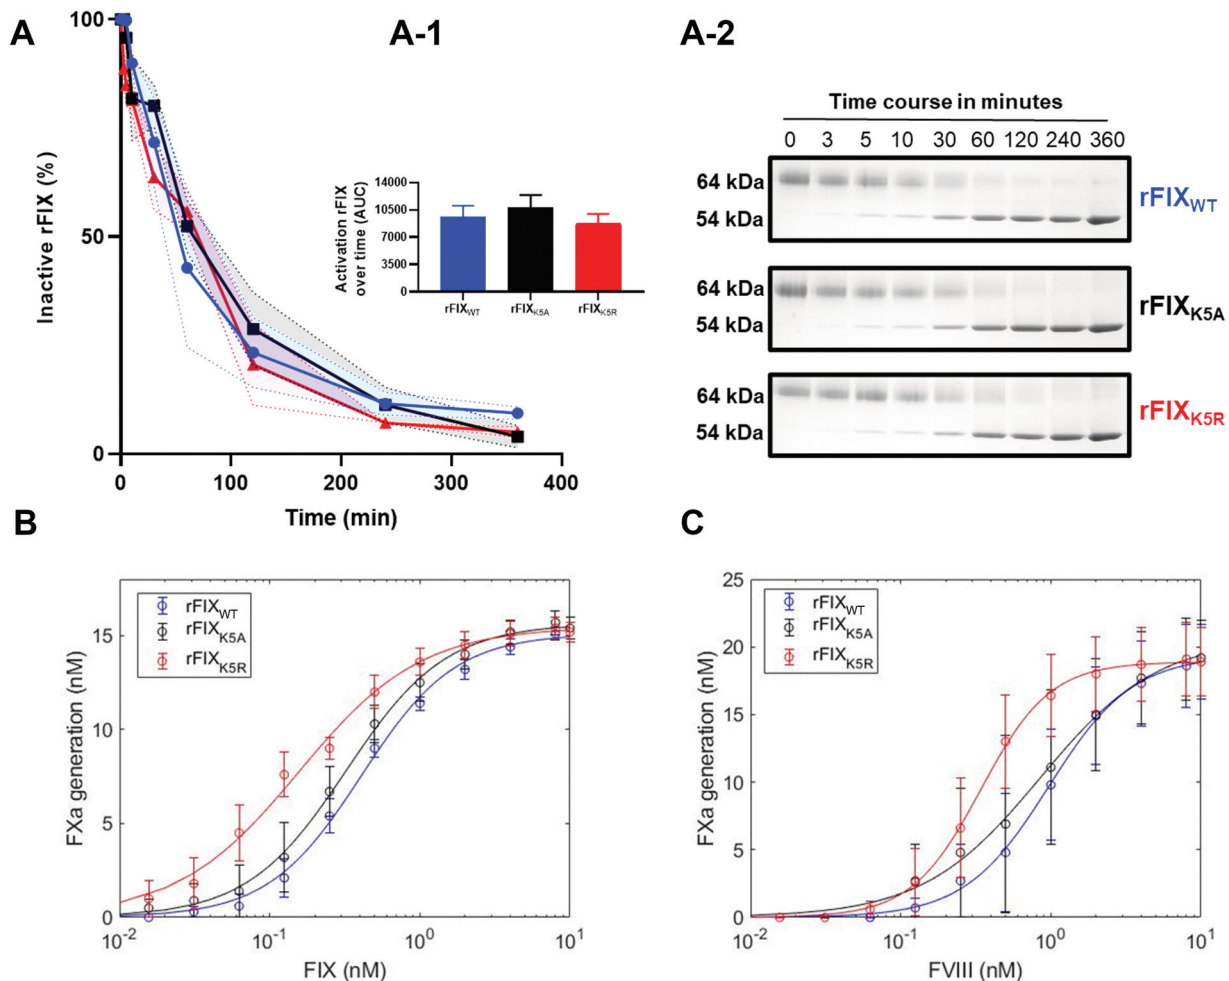 A
A-1
A-2
100
50
0
Inactive rFIX (%)
0 100 200 300 400
Time (min)
14000
10500
7000
3500
0
Activation rFIX
over time (AUC)
rFIXWT rFIXK5A rFIXK5R
Time course in minutes
0 3 5 10 30 60 120 240 360
64 kDa
54 kDa
rFIXWT
64 kDa
54 kDa
rFIXK5A
64 kDa
54 kDa
rFIXK5R
B
rFIXWT
rFIXK5A
rFIXK5R
15
10
5
0
FXa generation (nM)
10-2 10-1 100 101
FIX (nM)
C
rFIXWT
rFIXK5A
rFIXK5R
25
20
15
10
5
0
FXa generation (nM)
10-2 10-1 100 101
FVIII (nM)